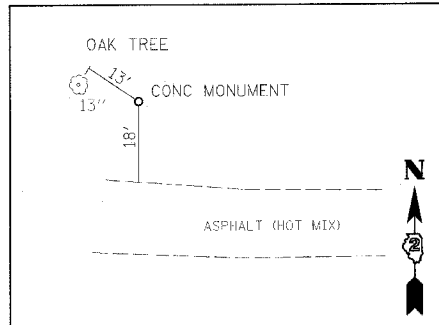 OAK TREE
13'
CONC MONUMENT
13''
18'
N
ASPHALT (HOT MIX)
2